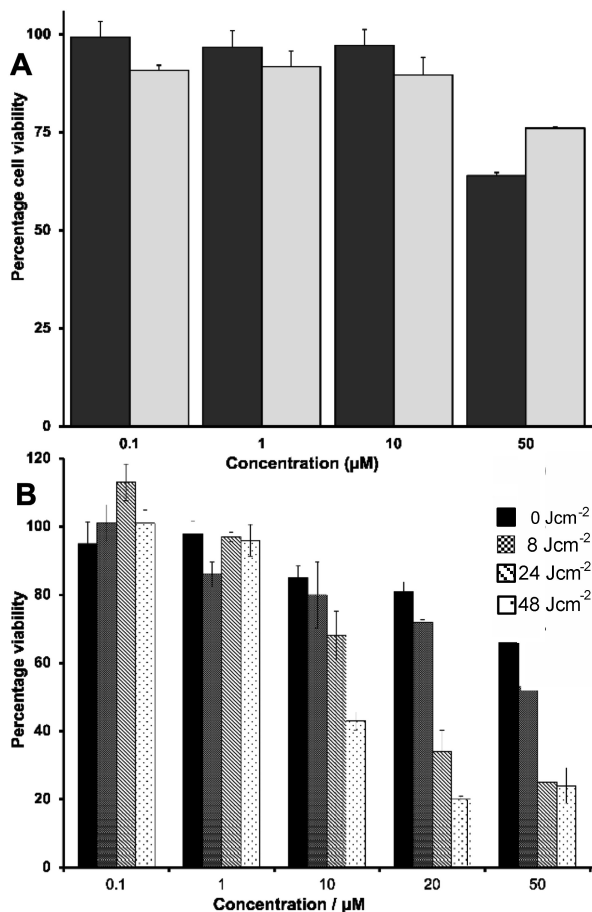 A
Percentage cell viability
100
75
50
25
0
0.1 1 10 50
Concentration (µM)
B
Percentage viability
120
100
80
60
40
20
0
0 Jcm-2
8 Jcm-2
24 Jcm-2
48 Jcm-2
0.1 1 10 20 50
Concentration / µM